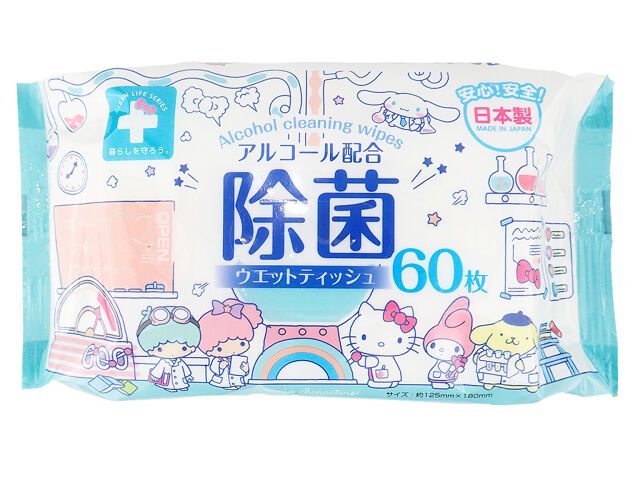 CLEAN LIFE SERIES
暮らしを守ろう。
安心!安全!
日本製
MADE IN JAPAN
Alcohol cleaning wipes
アルコール配合
除菌
ウエットティッシュ
60枚
OPEN
characters
サイズ:約125mm×180mm